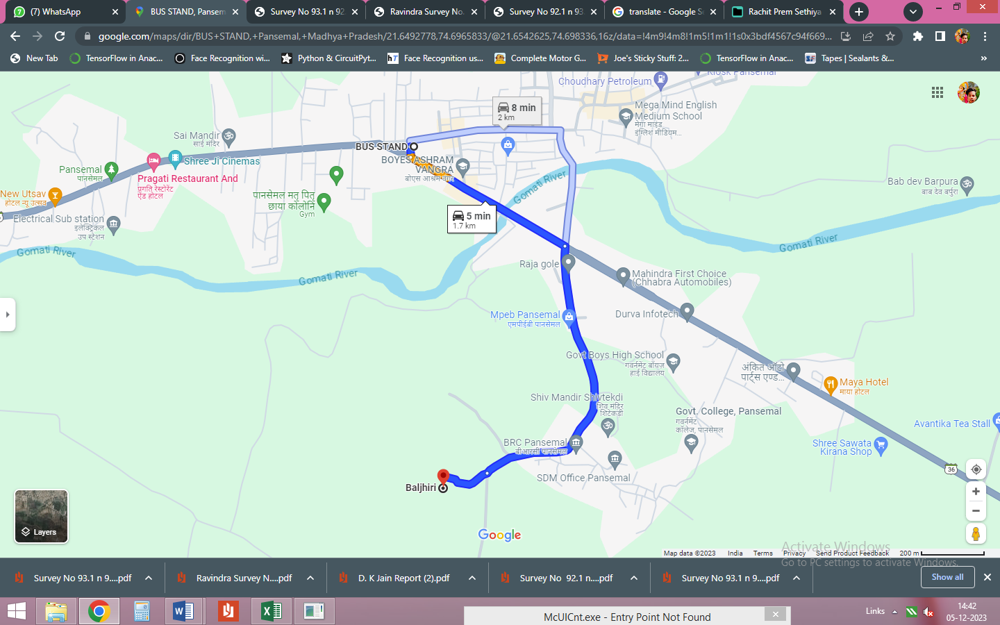 (7) WhatsApp
BUS STAND, Pansem
Survey No 93.1 n 92
Ravindra Survey No.
Survey No 92.1 n 93
translate - Google S
Rachit Prem Sethiya
google.com/maps/dir/BUS+STAND,+Pansemal,+Madhya+Pradesh/21.6492778,74.6965833/@21.6542625,74.698336,16z/data=!4m9!4m8!1m5!1m1!1s0x3bdf4567c94f669...
New Tab
TensorFlow in Anac...
Face Recognition wi...
Python & CircuitPyt...
Face Recognition us...
Complete Motor G...
Joe's Sticky Stuff: 2...
TensorFlow in Anac...
Tapes | Sealants &...
»
Kiosk Pansemal
Choudhary Petroleum
8 min
2 km
Mega Mind English
Medium School
मेगा माइंड
इंग्लिश मीडियम...
Sai Mandir
साई मंदिर
BUS STAND
Shree Ji Cinemas
BOYES ASHRAM
VANGRA
बोएस आश्रम वंगर
Pansemal
पानसेमल
Pragati Restaurant And
प्रगति रेस्टोरेंट
ऐंड होटल
Gomati River
Bab dev Barpura
बाब देव बर्पुरा
New Utsav
होटल न्यू उत्सव
पानसेमल मतृ पितृ
छाया कोलोनि
Gym
5 min
1.7 km
Electrical Sub station
इलेक्ट्रिकल
उप स्टेशन
Gomati River
Gomati River
Gomati River
Raja gole
Mahindra First Choice
(Chhabra Automobiles)
Mpeb Pansemal
एमपीईबी पानसेमल
Durva Infotech
Govt Boys High School
गवर्नमेंट बॉयज
हाई विद्यालय
अंकित ऑटो
पार्ट्स एण्ड...
Maya Hotel
माया होटल
Shiv Mandir Shivtekdi
शिव मंदिर
शिटेकड़ी
Govt. College, Pansemal
गवर्नमेंट
कॉलेज, पानसेमल
Avantika Tea Stall
BRC Pansemal
बीआरसी पानसेमल
Shree Sawata
Kirana Shop
36
SDM Office Pansemal
Baljhiri
Layers
Google
Activate Windows
Go to PC settings to activate Windows.
Map data ©2023
India
Terms
Privacy
Send Product Feedback
200 m
Survey No 93.1 n 9....pdf
Ravindra Survey N....pdf
D. K Jain Report (2).pdf
Survey No 92.1 n....pdf
Survey No 93.1 n 9....pdf
Show all
McUICnt.exe - Entry Point Not Found
Links
14:42
05-12-2023